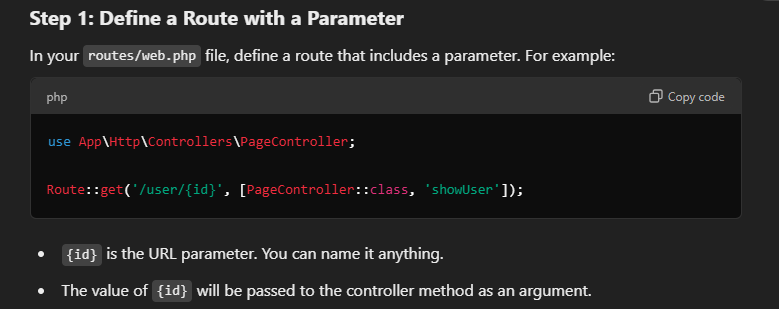 Step 1: Define a Route with a Parameter
In your routes/web.php file, define a route that includes a parameter. For example:
php
Copy code
use App\Http\Controllers\PageController;
Route::get('/user/{id}', [PageController::class, 'showUser']);
• {id} is the URL parameter. You can name it anything.
• The value of {id} will be passed to the controller method as an argument.